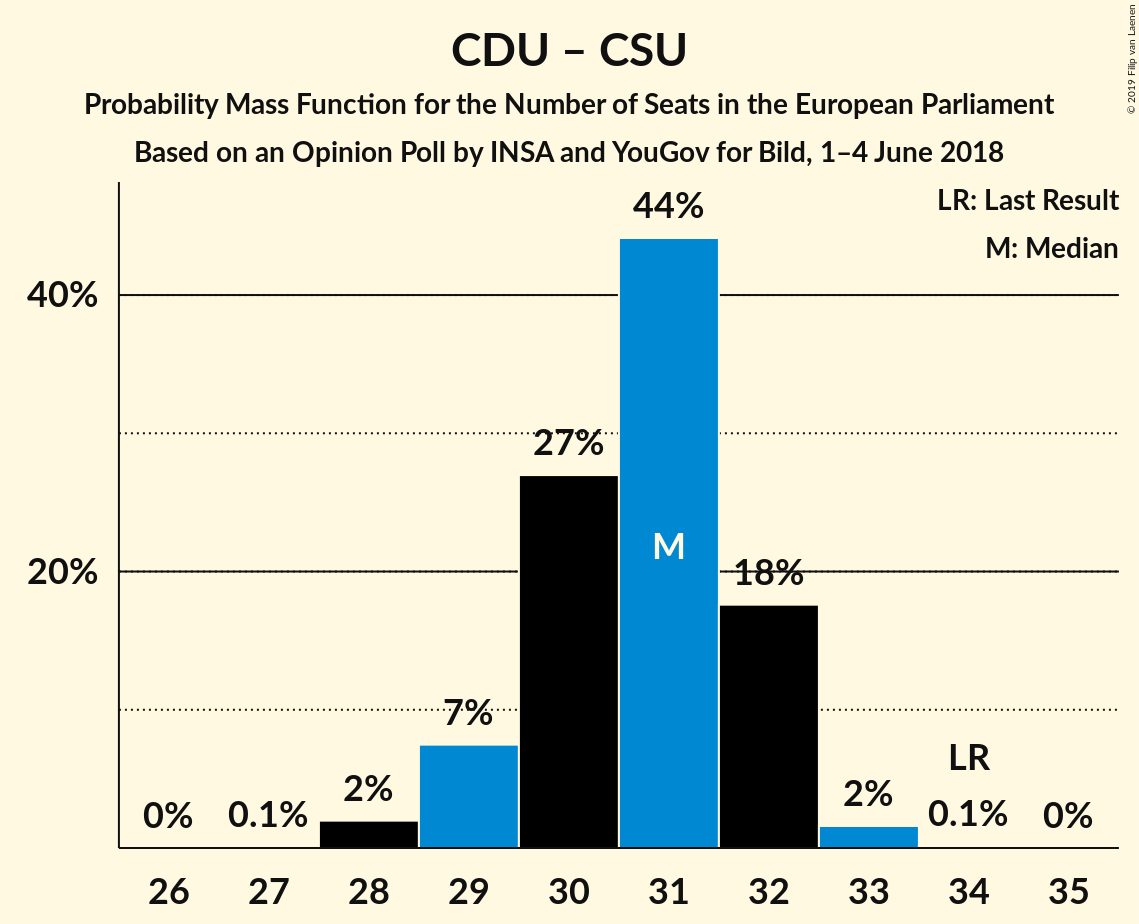 CDU – CSU
Probability Mass Function for the Number of Seats in the European Parliament
Based on an Opinion Poll by INSA and YouGov for Bild, 1–4 June 2018
© 2019 Filip van Laenen
LR: Last Result
M: Median
44%
40%
27%
M
20%
18%
7%
LR
2%
2%
0%
0.1%
0.1%
0%
26 27 28 29 30 31 32 33 34 35